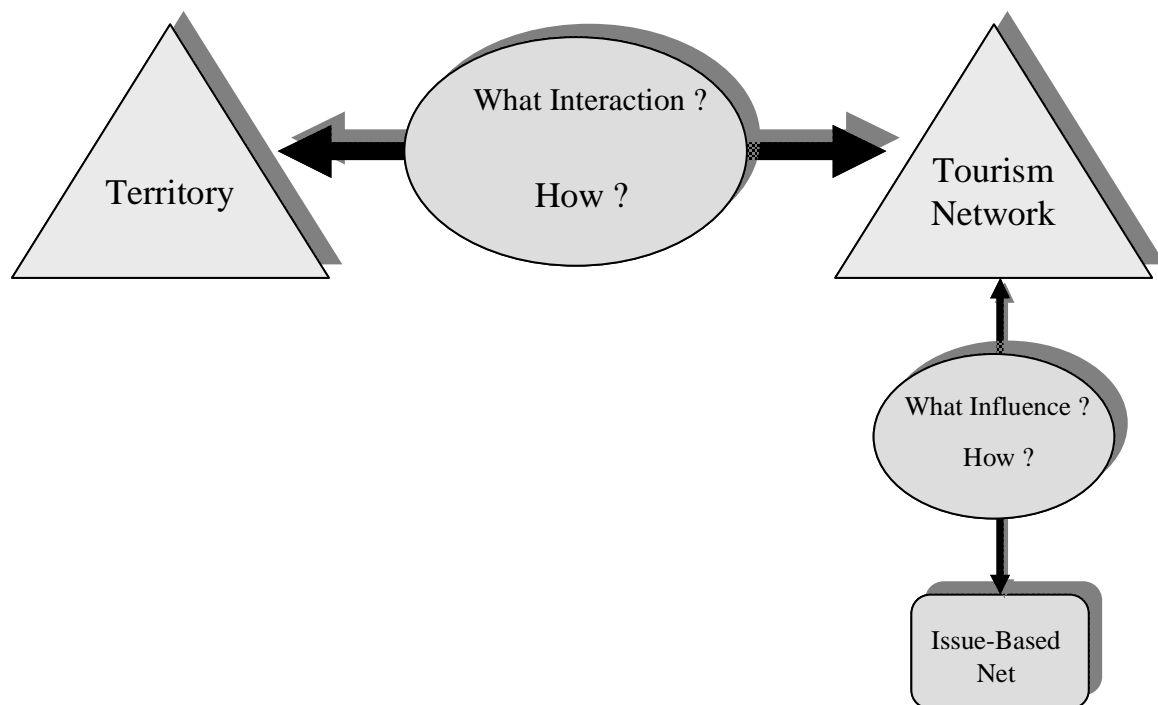 What Interaction ?
Territory
How ?
Tourism
Network
What Influence ?
How ?
Issue-Based
Net